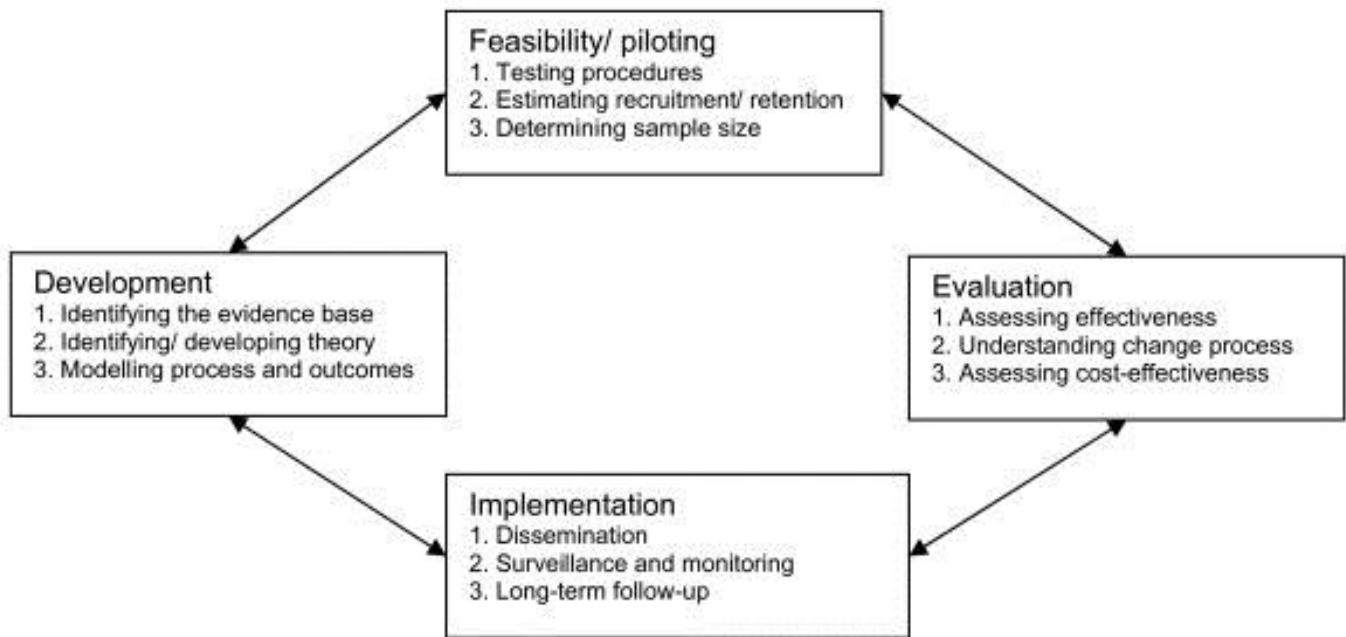 Feasibility/ piloting
1. Testing procedures
2. Estimating recruitment/ retention
3. Determining sample size
Development
1. Identifying the evidence base
2. Identifying/ developing theory
3. Modelling process and outcomes
Evaluation
1. Assessing effectiveness
2. Understanding change process
3. Assessing cost-effectiveness
Implementation
1. Dissemination
2. Surveillance and monitoring
3. Long-term follow-up